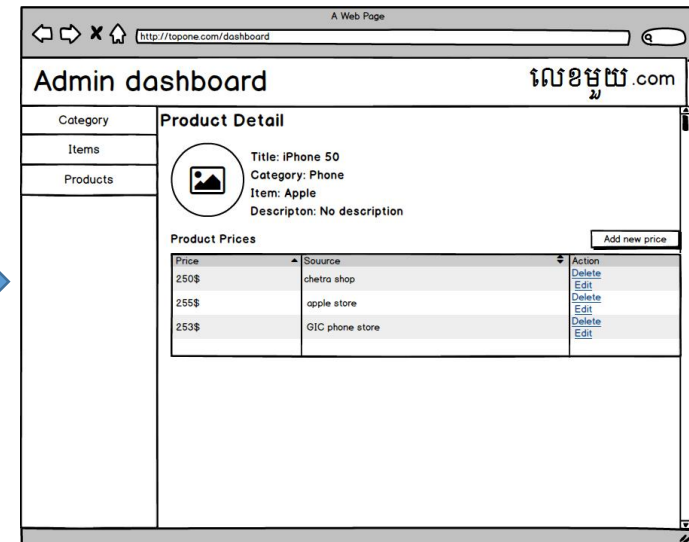 A Web Page
http://topone.com/dashboard
Admin dashboard
លេខមួយ.com
Category
Items
Products
Product Detail
Title: iPhone 50
Category: Phone
Item: Apple
Descripton: No description
Product Prices
Add new price
Price Souurce Action
250$ chetra shop Delete
Edit
255$ apple store Delete
Edit
253$ GIC phone store Delete
Edit